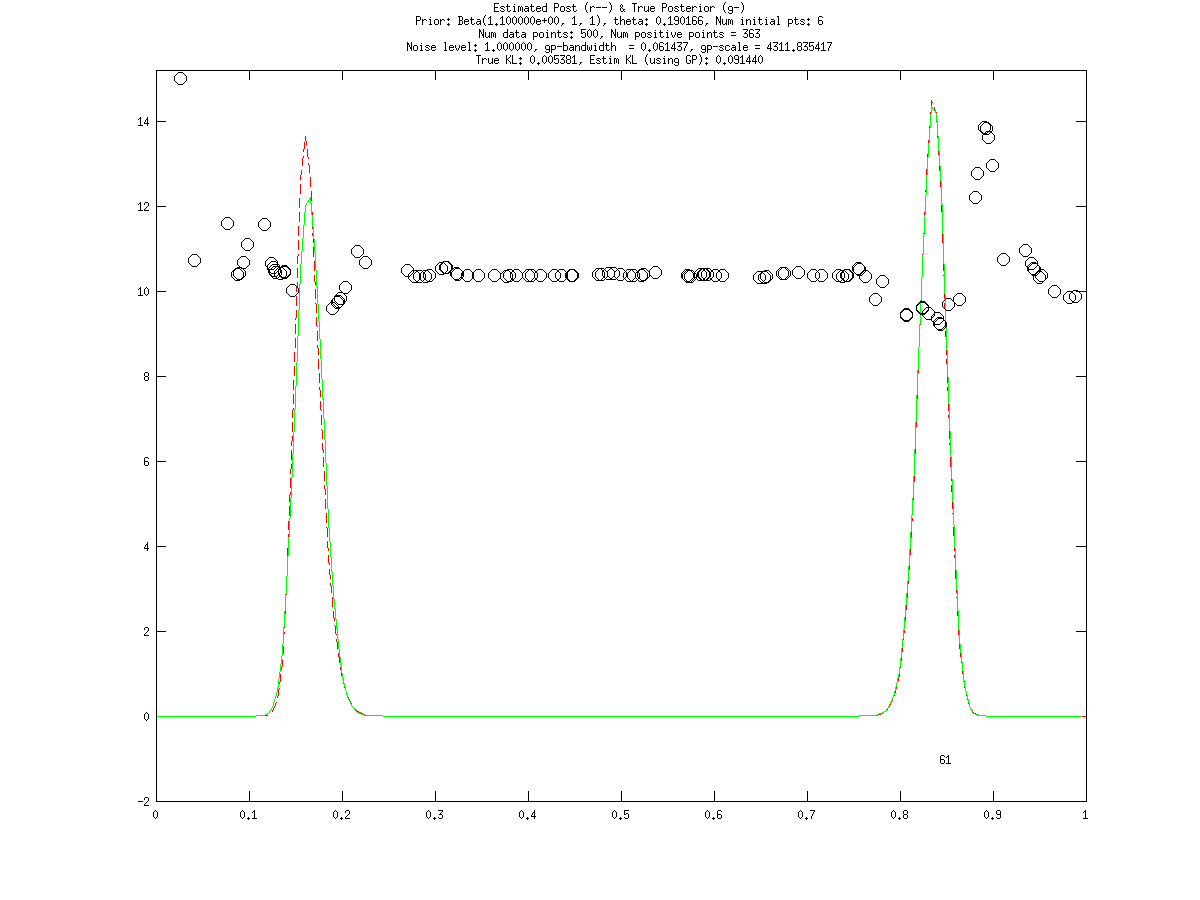 Estimated Post (r--) & True Posterior (g-)
Prior: Beta(1.100000e+00, 1, 1), theta: 0.190166, Num initial pts: 6
Num data points: 500, Num positive points = 363
Noise level: 1.000000, gp-bandwidth  = 0.061437, gp-scale = 4311.835417
True KL: 0.005381, Estim KL (using GP): 0.091440
14
12
10
8
6
4
2
0
61
-2
0 0.1 0.2 0.3 0.4 0.5 0.6 0.7 0.8 0.9 1